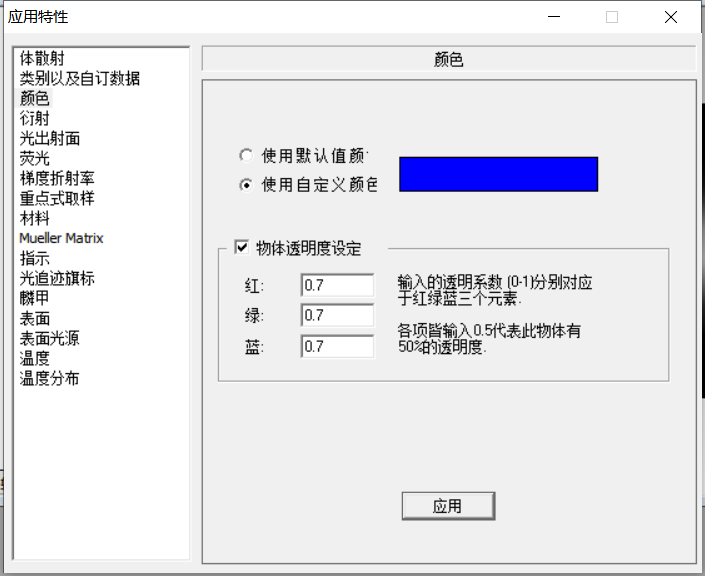 应用特性
体散射
类别以及自订数据
颜色
衍射
光出射面
荧光
梯度折射率
重点式取样
材料
Mueller Matrix
指示
光追迹旗标
麟甲
表面
表面光源
温度
温度分布
颜色
使用默认值颜
使用自定义颜色
物体透明度设定
红: 0.7
绿: 0.7
蓝: 0.7
输入的透明系数 (0-1)分别对应
于红绿蓝三个元素.
各项皆输入0.5代表此物体有
50%的透明度.
应用